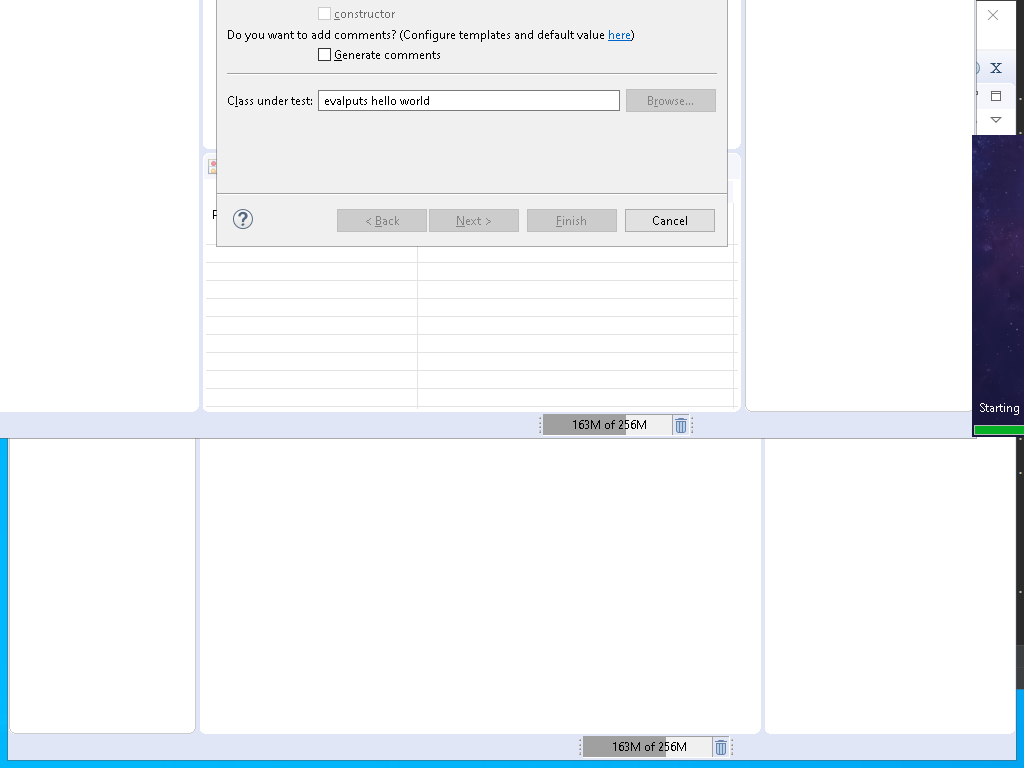 constructor
Do you want to add comments? (Configure templates and default value here)
Generate comments
Class under test: evalputs hello world Browse...
< Back Next > Finish Cancel
163M of 256M
Starting
163M of 256M